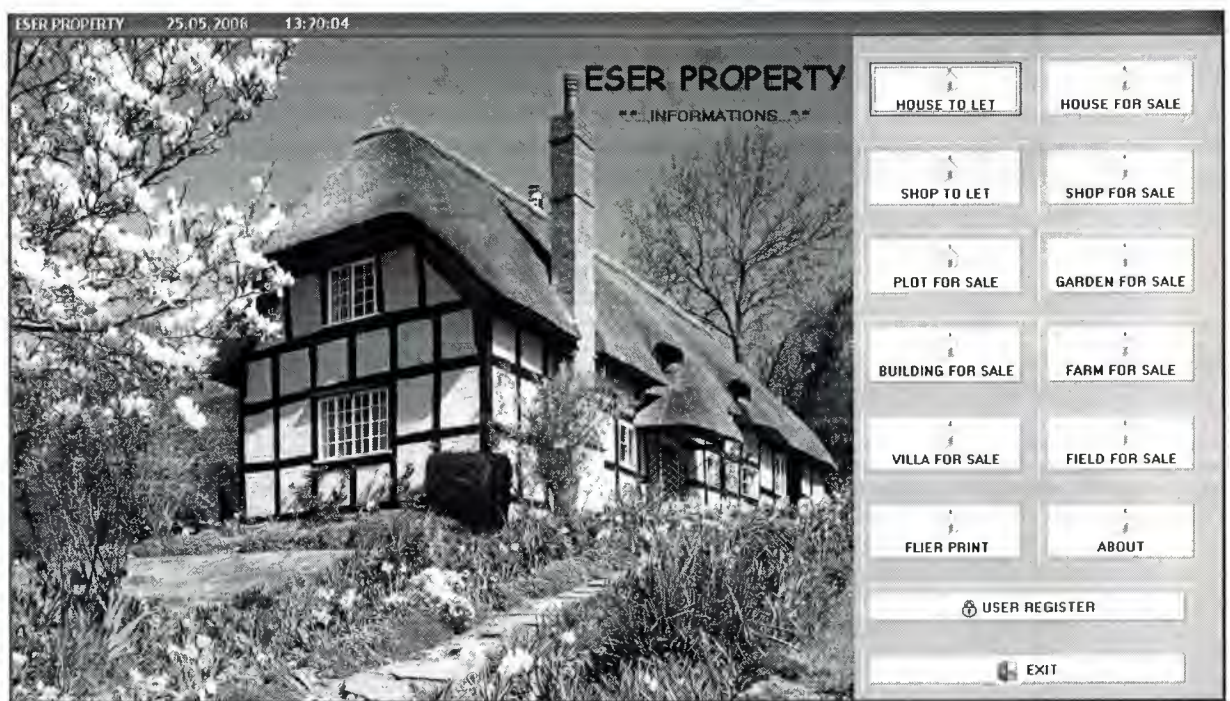 ESER PROPERTY 25.05.2006 13:20:04
ESER PROPERTY
** ...INFORMATIONS... **
HOUSE TO LET
HOUSE FOR SALE
SHOP TO LET
SHOP FOR SALE
PLOT FOR SALE
GARDEN FOR SALE
BUILDING FOR SALE
FARM FOR SALE
VILLA FOR SALE
FIELD FOR SALE
FLIER PRINT
ABOUT
USER REGISTER
EXIT